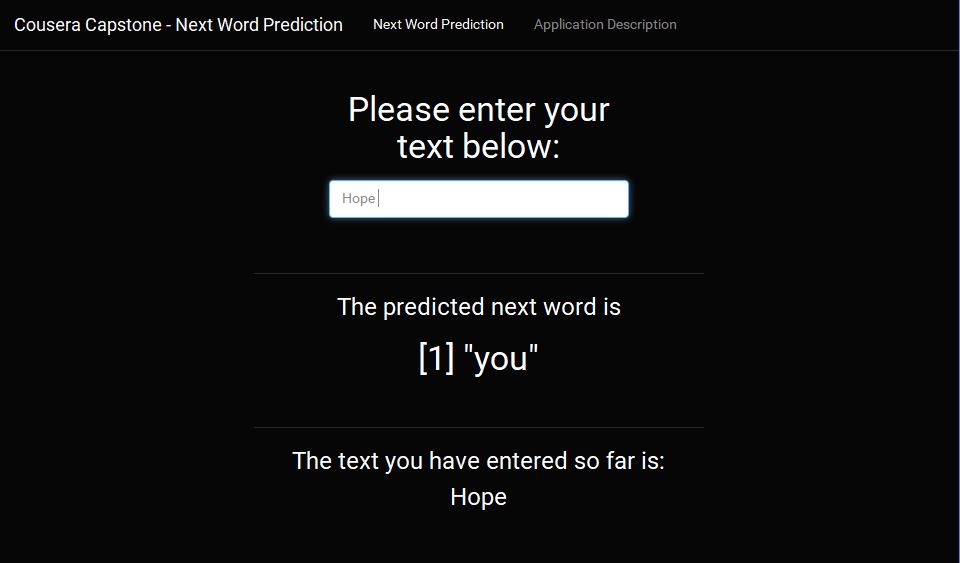 Cousera Capstone - Next Word Prediction Next Word Prediction Application Description
Please enter your
text below:
Hope
The predicted next word is
[1] "you"
The text you have entered so far is:
Hope